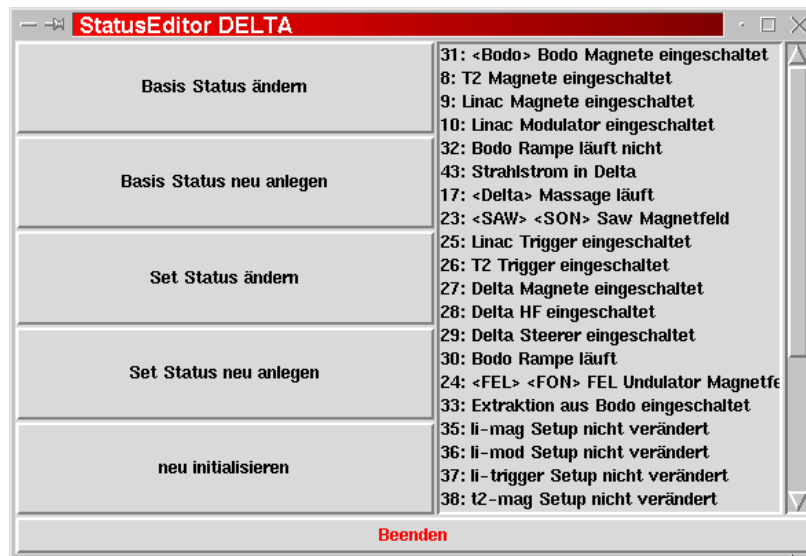 StatusEditor DELTA
Basis Status ändern
Basis Status neu anlegen
Set Status ändern
Set Status neu anlegen
neu initialisieren
31: <Bodo> Bodo Magnete eingeschaltet
8: T2 Magnete eingeschaltet
9: Linac Magnete eingeschaltet
10: Linac Modulator eingeschaltet
32: Bodo Rampe läuft nicht
43: Strahlstrom in Delta
17: <Delta> Massage läuft
23: <SAW> <SON> Saw Magnetfeld
25: Linac Trigger eingeschaltet
26: T2 Trigger eingeschaltet
27: Delta Magnete eingeschaltet
28: Delta HF eingeschaltet
29: Delta Steerer eingeschaltet
30: Bodo Rampe läuft
24: <FEL> <FON> FEL Undulator Magnetfe
33: Extraktion aus Bodo eingeschaltet
35: li-mag Setup nicht verändert
36: li-mod Setup nicht verändert
37: li-trigger Setup nicht verändert
38: t2-mag Setup nicht verändert
Beenden